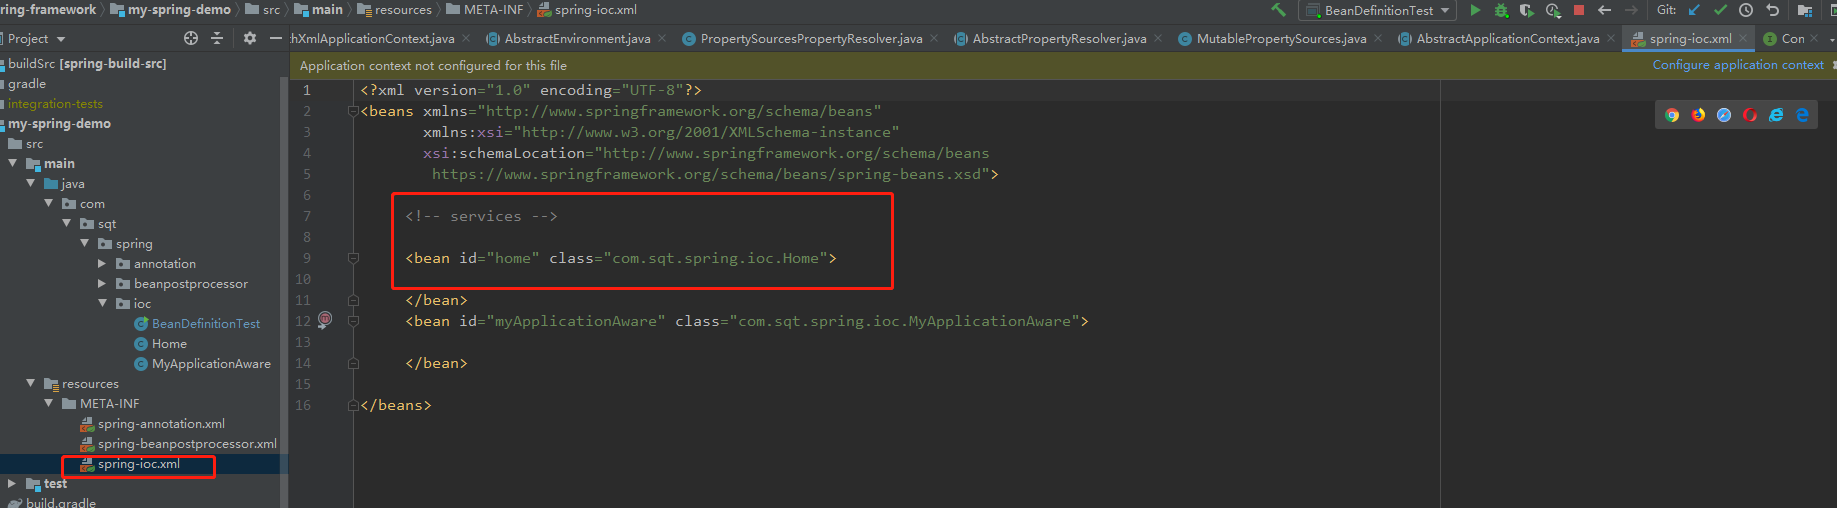 ring-framework my-spring-demo src main resources META-INF spring-ioc.xml
BeanDefinitionTest Git:
Project
hXmlApplicationContext.java AbstractEnvironment.java PropertySourcesPropertyResolver.java AbstractPropertyResolver.java MutablePropertySources.java AbstractApplicationContext.java spring-ioc.xml Con
buildSrc [spring-build-src]
gradle
integration-tests
my-spring-demo
src
main
java
com
sqt
spring
annotation
beanpostprocessor
ioc
BeanDefinitionTest
Home
MyApplicationAware
resources
META-INF
spring-annotation.xml
spring-beanpostprocessor.xml
spring-ioc.xml
test
build.gradle
Application context not configured for this file Configure application context
1 <?xml version="1.0" encoding="UTF-8"?>
2 <beans xmlns="http://www.springframework.org/schema/beans"
3 xmlns:xsi="http://www.w3.org/2001/XMLSchema-instance"
4 xsi:schemaLocation="http://www.springframework.org/schema/beans
5 https://www.springframework.org/schema/beans/spring-beans.xsd">
6
7 <!-- services -->
8
9 <bean id="home" class="com.sqt.spring.ioc.Home">
10
11 </bean>
12 <bean id="myApplicationAware" class="com.sqt.spring.ioc.MyApplicationAware">
13
14 </bean>
15
16 </beans>